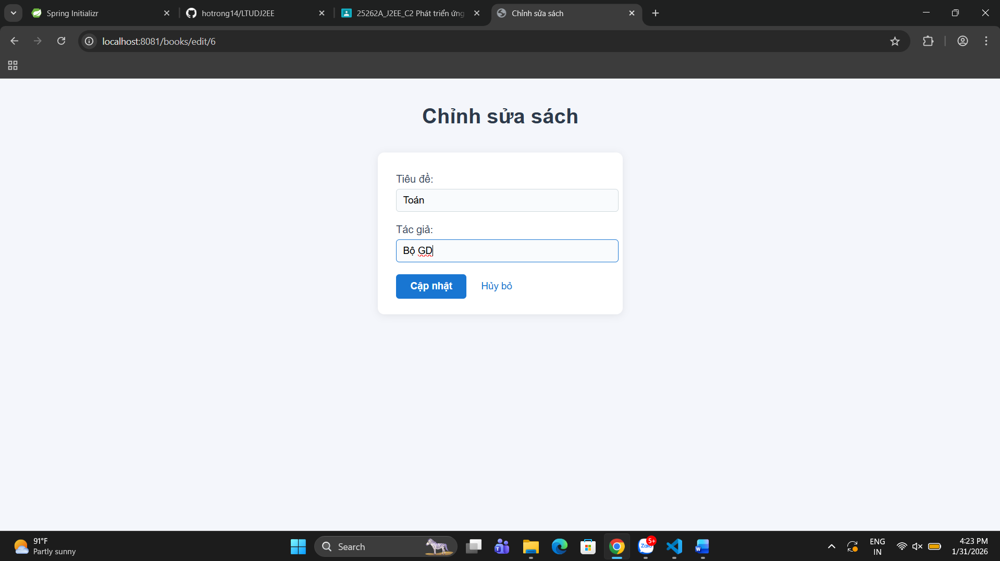 Spring Initializr
hotrong14/LTUDJ2EE
25262A_J2EE_C2 Phát triển ứng
Chỉnh sửa sách
localhost:8081/books/edit/6
Chỉnh sửa sách
Tiêu đề:
Toán
Tác giả:
Bộ GD
Cập nhật
Hủy bỏ
91°F
Partly sunny
Search
Zalo
5+
ENG
IN
4:23 PM
1/31/2026